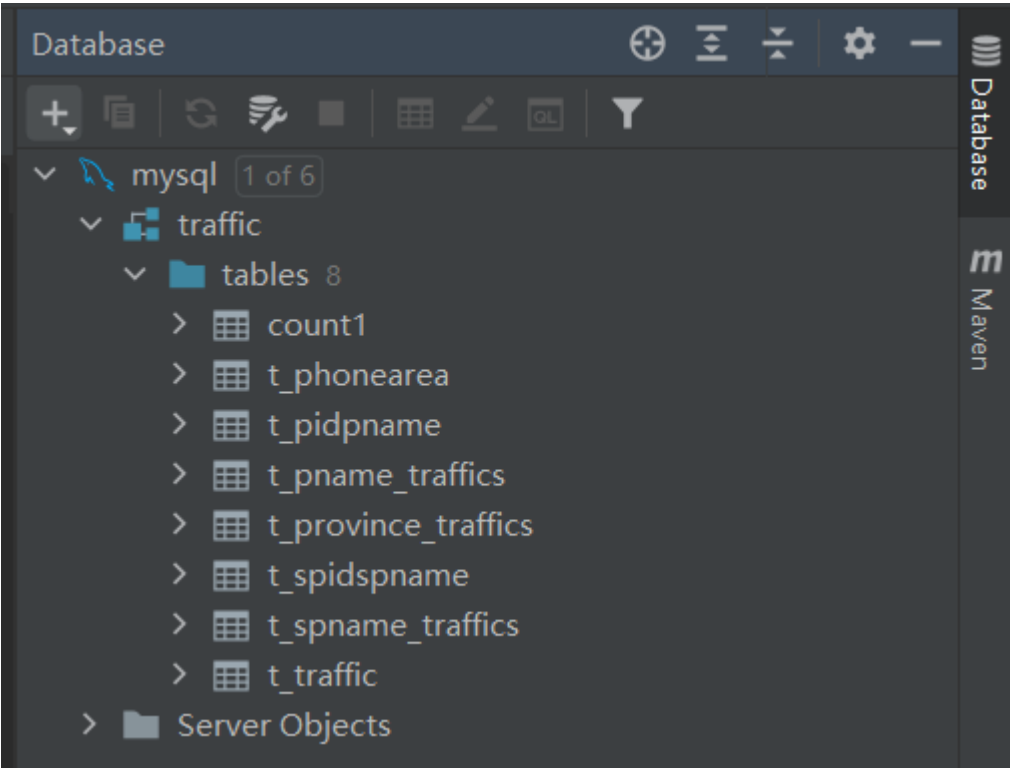 Database
QL
mysql 1 of 6
traffic
tables 8
count1
t_phonearea
t_pidpname
t_pname_traffics
t_province_traffics
t_spidspname
t_spname_traffics
t_traffic
Server Objects
Database
m Maven